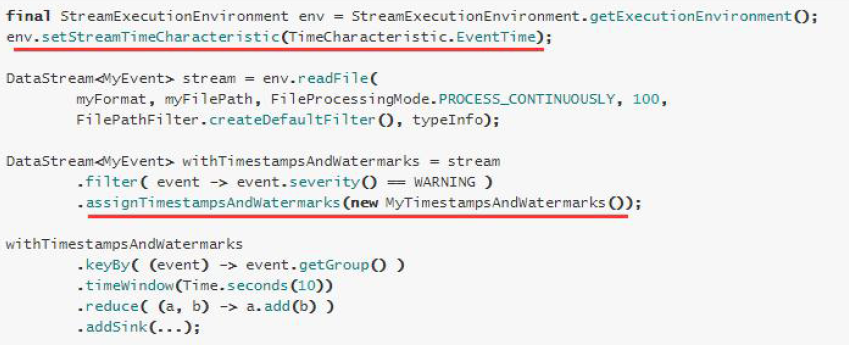 final StreamExecutionEnvironment env = StreamExecutionEnvironment.getExecutionEnvironment();
env.setStreamTimeCharacteristic(TimeCharacteristic.EventTime);
DataStream<MyEvent> stream = env.readFile(
myFormat, myFilePath, FileProcessingMode.PROCESS_CONTINUOUSLY, 100,
FilePathFilter.createDefaultFilter(), typeInfo);
DataStream<MyEvent> withTimestampsAndWatermarks = stream
.filter( event -> event.severity() == WARNING )
.assignTimestampsAndWatermarks(new MyTimestampsAndWatermarks());
withTimestampsAndWatermarks
.keyBy( (event) -> event.getGroup() )
.timeWindow(Time.seconds(10))
.reduce( (a, b) -> a.add(b) )
.addSink(...);